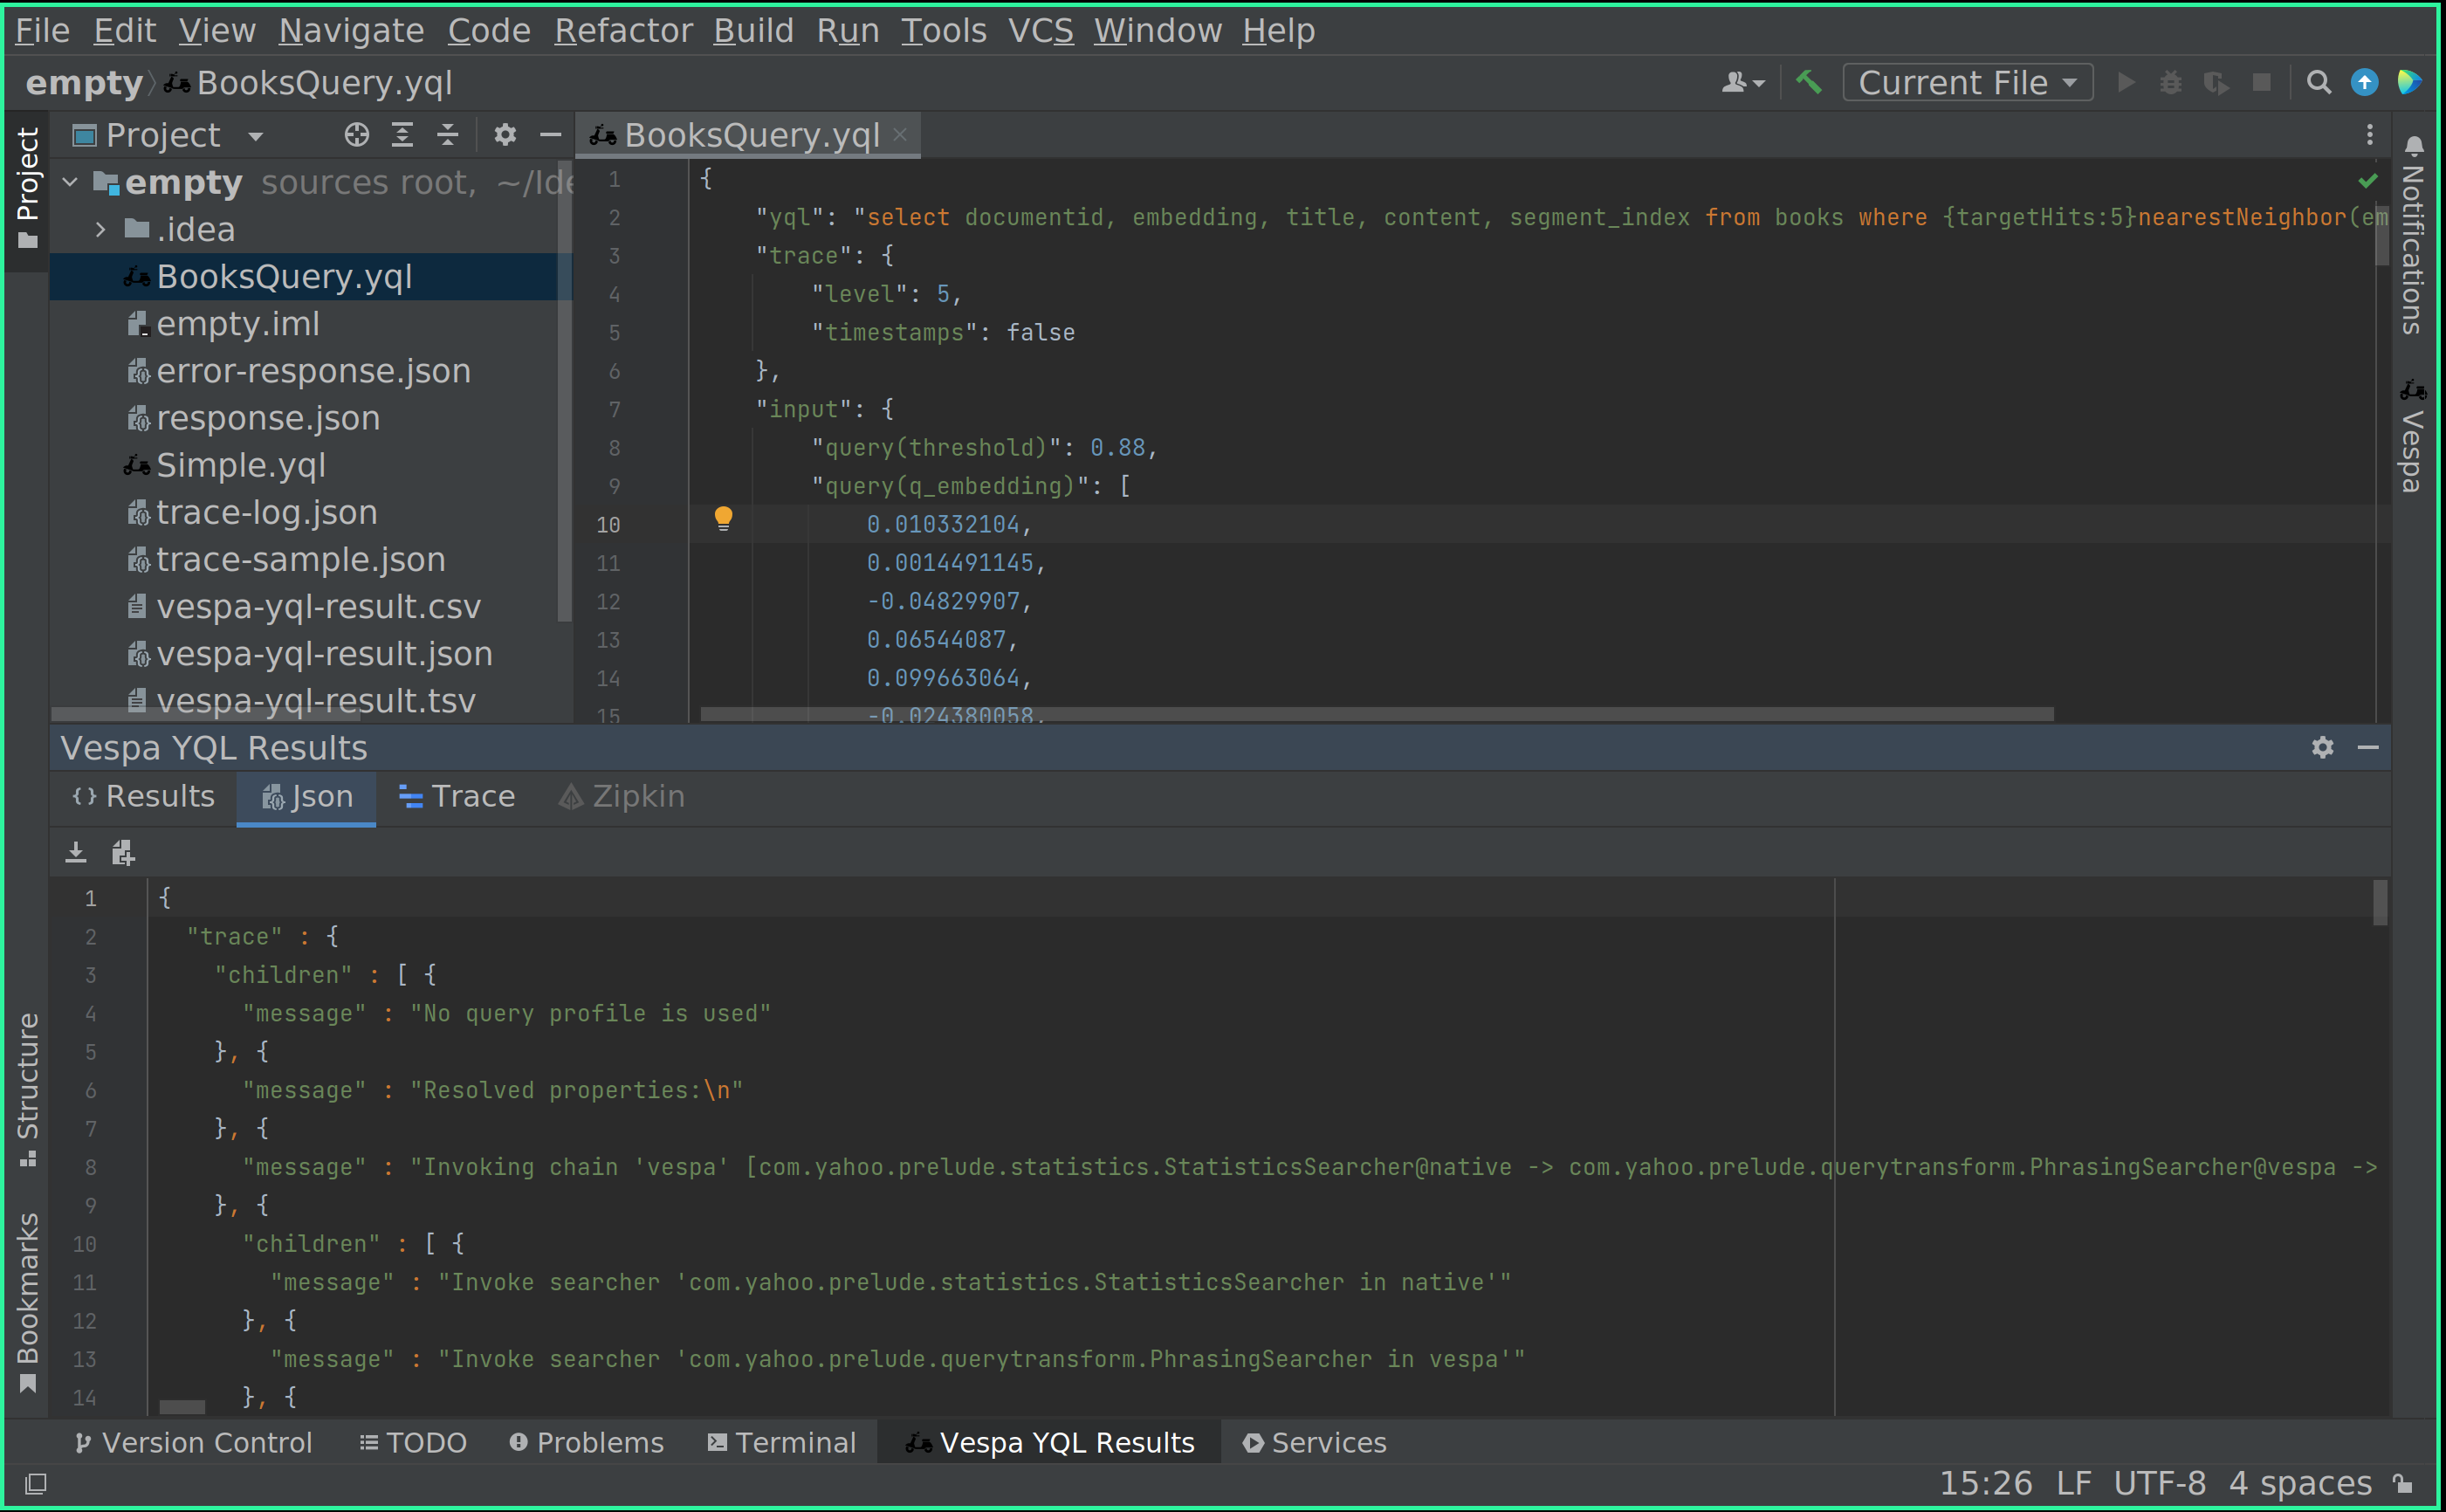 File Edit View Navigate Code Refactor Build Run Tools VCS Window Help
empty BooksQuery.yql Current File
Project
Project
BooksQuery.yql
empty sources root, ~/Ide
.idea
BooksQuery.yql
empty.iml
error-response.json
response.json
Simple.yql
trace-log.json
trace-sample.json
vespa-yql-result.csv
vespa-yql-result.json
vespa-yql-result.tsv
1 {
2 "yql": "select documentid, embedding, title, content, segment_index from books where {targetHits:5}nearestNeighbor(em
3 "trace": {
4 "level": 5,
5 "timestamps": false
6 },
7 "input": {
8 "query(threshold)": 0.88,
9 "query(q_embedding)": [
10 0.010332104,
11 0.0014491145,
12 -0.04829907,
13 0.06544087,
14 0.099663064,
15 -0.024380058,
Notifications
Vespa
Vespa YQL Results
Results Json Trace Zipkin
1 {
2 "trace" : {
3 "children" : [ {
4 "message" : "No query profile is used"
5 }, {
6 "message" : "Resolved properties:\n"
7 }, {
8 "message" : "Invoking chain 'vespa' [com.yahoo.prelude.statistics.StatisticsSearcher@native -> com.yahoo.prelude.querytransform.PhrasingSearcher@vespa ->
9 }, {
10 "children" : [ {
11 "message" : "Invoke searcher 'com.yahoo.prelude.statistics.StatisticsSearcher in native'"
12 }, {
13 "message" : "Invoke searcher 'com.yahoo.prelude.querytransform.PhrasingSearcher in vespa'"
14 }, {
Structure
Bookmarks
Version Control TODO Problems Terminal Vespa YQL Results Services
15:26 LF UTF-8 4 spaces